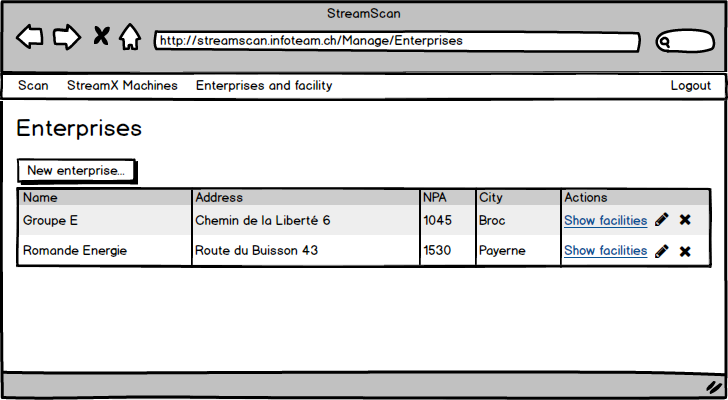 StreamScan
http://streamscan.infoteam.ch/Manage/Enterprises
Scan StreamX Machines Enterprises and facility Logout
Enterprises
New enterprise...
Name Address NPA City Actions
Groupe E Chemin de la Liberté 6 1045 Broc Show facilities
Romande Energie Route du Buisson 43 1530 Payerne Show facilities